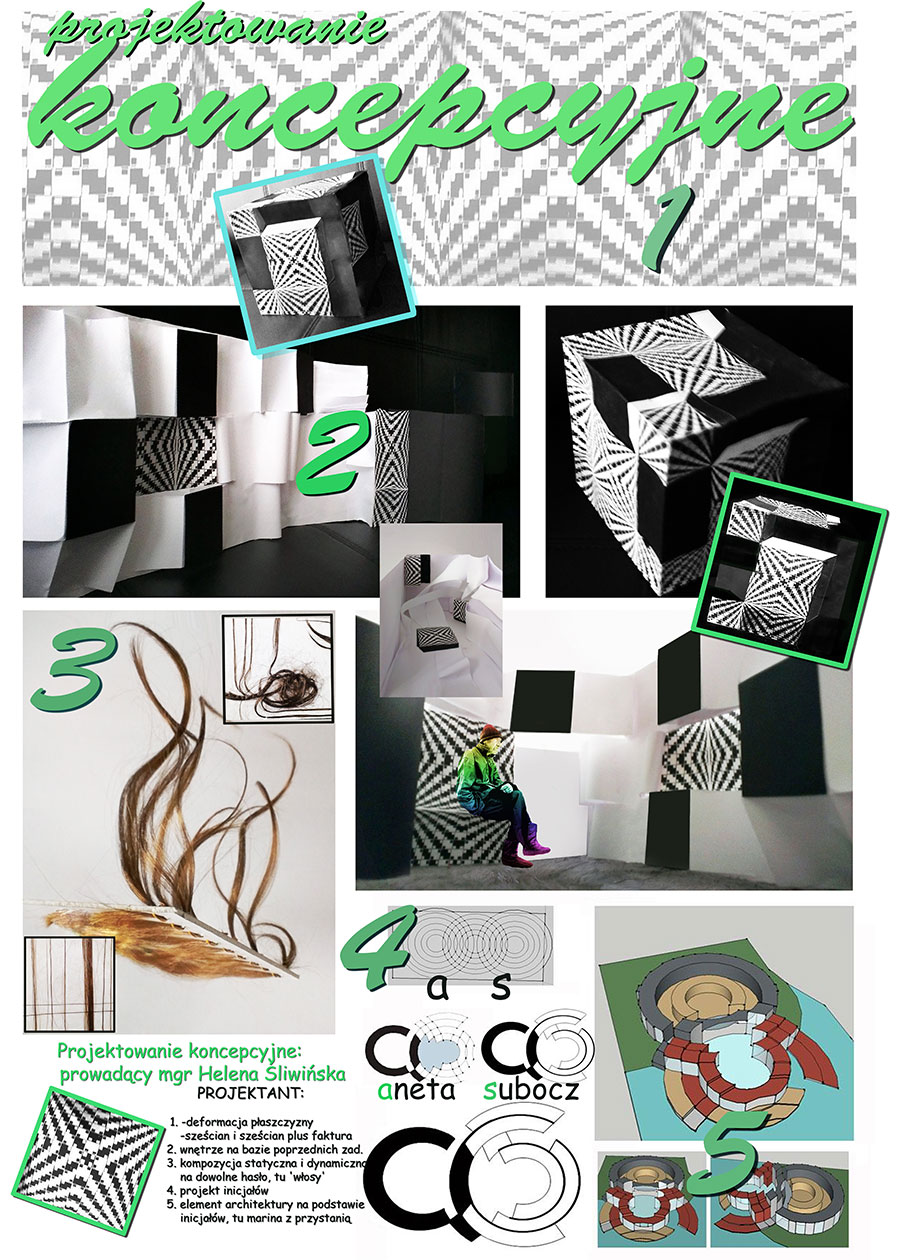 projektowanie
koncepcyjne
1
2
3
4
a s
aneta subocz
5
Projektowanie koncepcyjne:
prowadący mgr Helena Śliwińska
PROJEKTANT:
1. -deformacja płaszczyzny
-sześcian i sześcian plus faktura
2. wnętrze na bazie poprzednich zad.
3. kompozycja statyczna i dynamiczna
na dowolne hasło, tu 'włosy'
4. projekt inicjałów
5. element architektury na podstawie
inicjałów, tu marina z przystanią